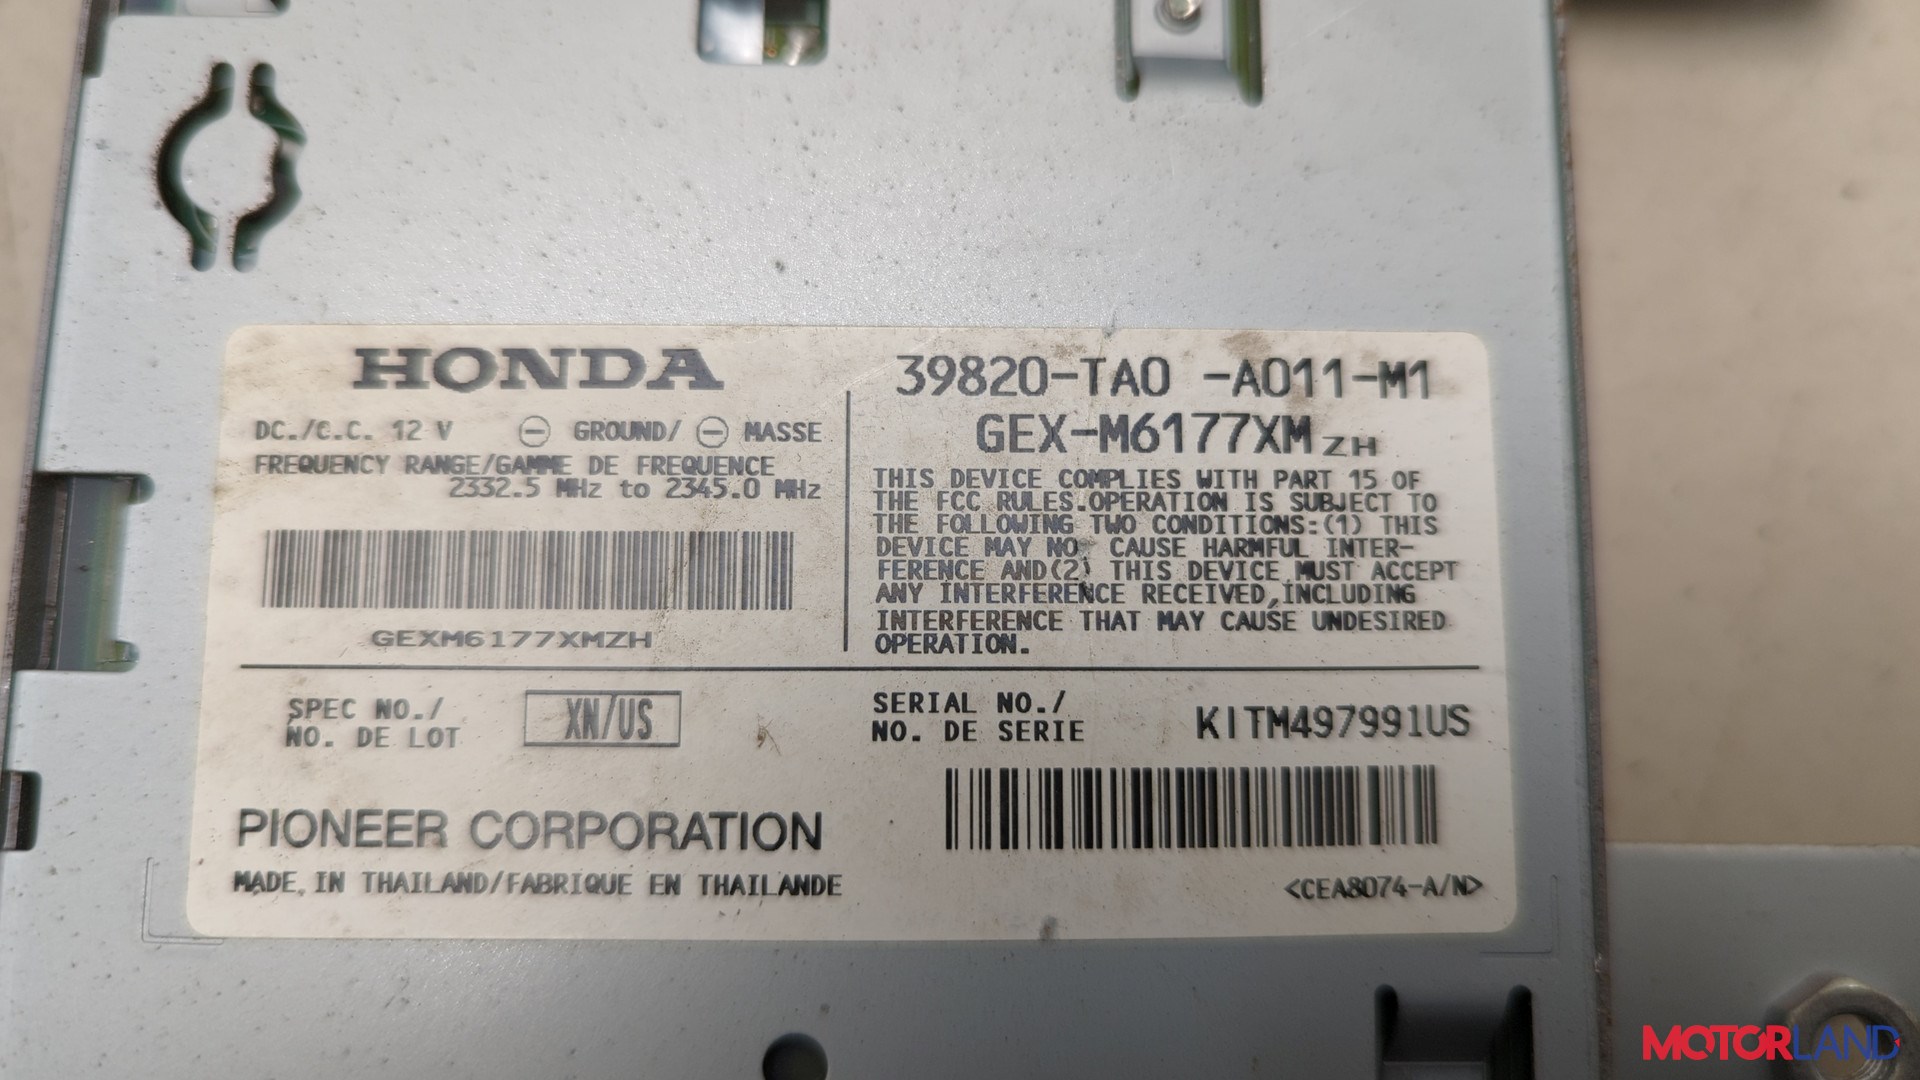 HONDA
DC./C.C. 12 V ⊖ GROUND/ ⊖ MASSE
FREQUENCY RANGE/GAMME DE FREQUENCE
2332.5 MHz to 2345.0 MHz
GEXM6177XMZH
39820-TA0 -A011-M1
GEX-M6177XM ZH
THIS DEVICE COMPLIES WITH PART 15 OF
THE FCC RULES.OPERATION IS SUBJECT TO
THE FOLLOWING TWO CONDITIONS:(1) THIS
DEVICE MAY NO CAUSE HARMFUL INTER-
FERENCE AND(2) THIS DEVICE MUST ACCEPT
ANY INTERFERENCE RECEIVED,INCLUDING
INTERFERENCE THAT MAY CAUSE UNDESIRED
OPERATION.
SPEC NO./
NO. DE LOT
XN/US
SERIAL NO./
NO. DE SERIE
KITM497991US
PIONEER CORPORATION
MADE IN THAILAND/FABRIQUE EN THAILANDE
<CEA8074-A/N>
MOTORLAND